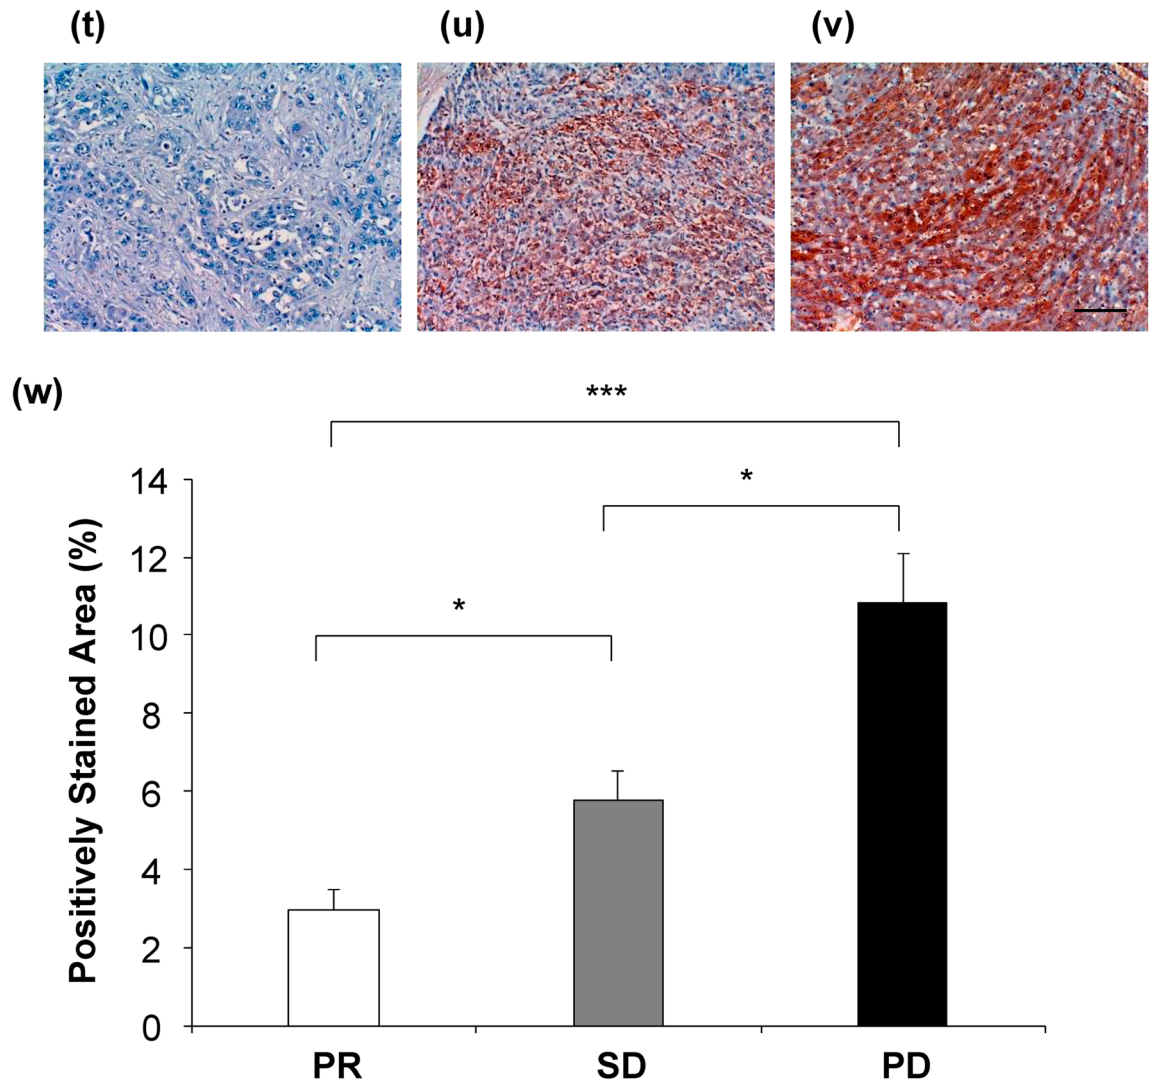 (t) (u) (v)
(w)
***
*
*
Positively Stained Area (%)
14
12
10
8
6
4
2
0
PR SD PD